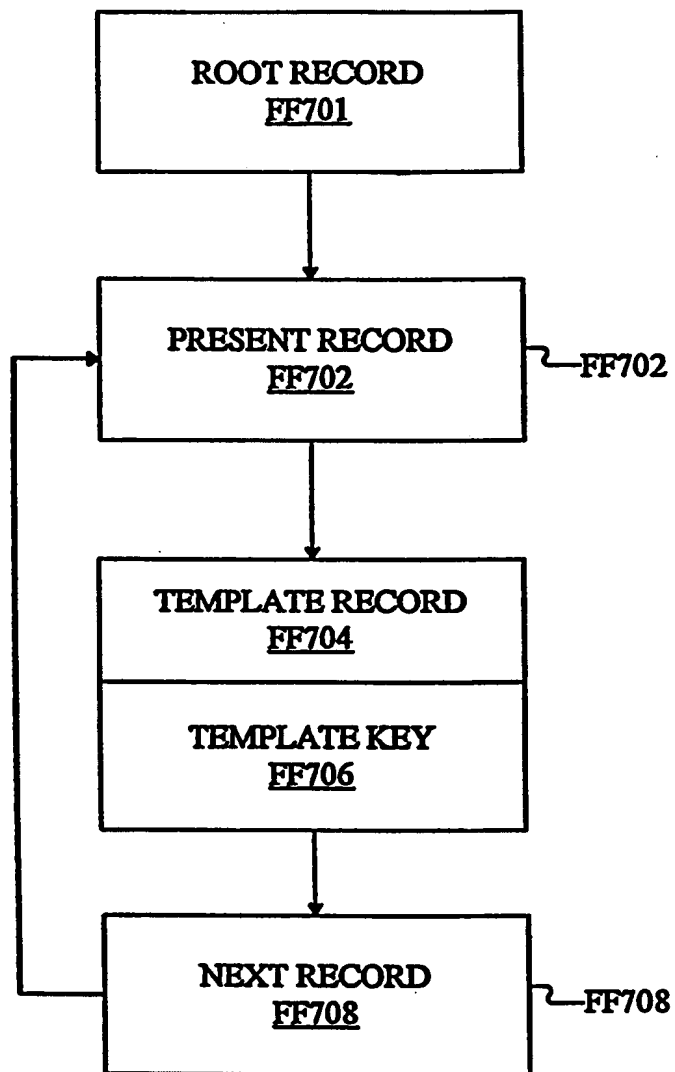 ROOT RECORD
FF701
PRESENT RECORD
FF702
FF702
TEMPLATE RECORD
FF704
TEMPLATE KEY
FF706
NEXT RECORD
FF708
FF708